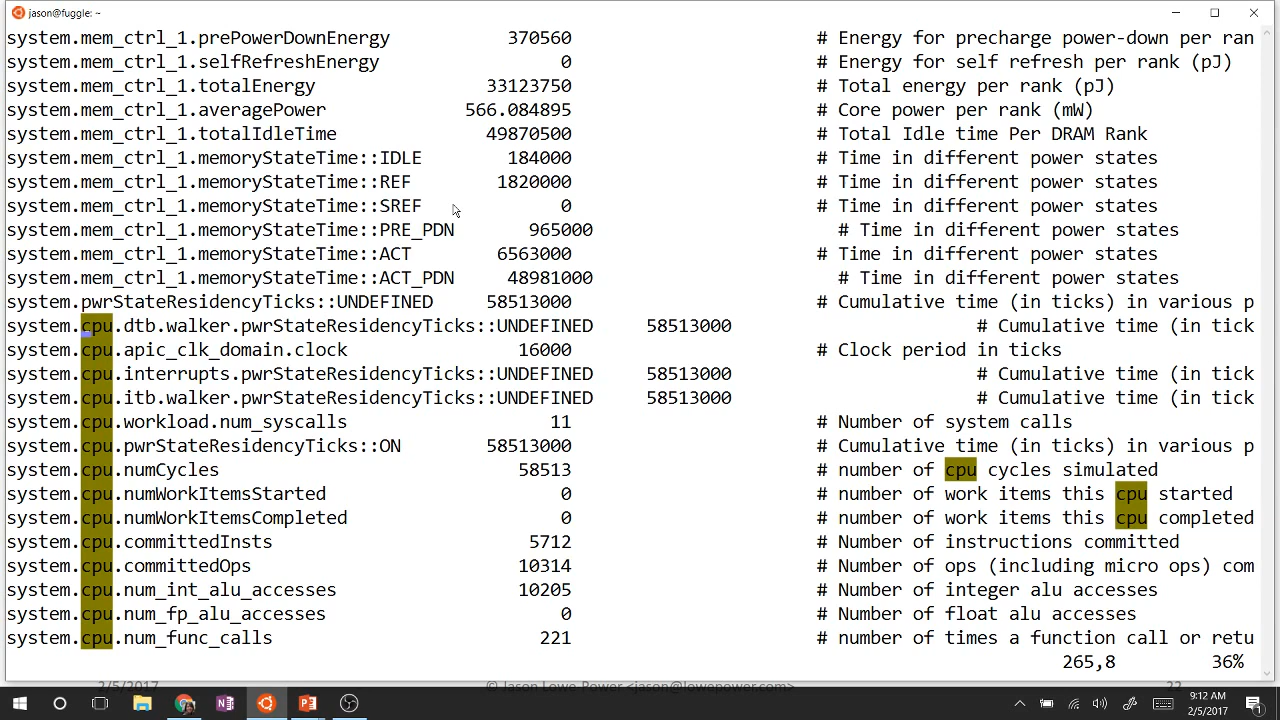 jason@fuggle: ~
system.mem_ctrl_1.prePowerDownEnergy 370560 # Energy for precharge power-down per ran
system.mem_ctrl_1.selfRefreshEnergy 0 # Energy for self refresh per rank (pJ)
system.mem_ctrl_1.totalEnergy 33123750 # Total energy per rank (pJ)
system.mem_ctrl_1.averagePower 566.084895 # Core power per rank (mW)
system.mem_ctrl_1.totalIdleTime 49870500 # Total Idle time Per DRAM Rank
system.mem_ctrl_1.memoryStateTime::IDLE 184000 # Time in different power states
system.mem_ctrl_1.memoryStateTime::REF 1820000 # Time in different power states
system.mem_ctrl_1.memoryStateTime::SREF 0 # Time in different power states
system.mem_ctrl_1.memoryStateTime::PRE_PDN 965000 # Time in different power states
system.mem_ctrl_1.memoryStateTime::ACT 6563000 # Time in different power states
system.mem_ctrl_1.memoryStateTime::ACT_PDN 48981000 # Time in different power states
system.pwrStateResidencyTicks::UNDEFINED 58513000 # Cumulative time (in ticks) in various p
system.cpu.dtb.walker.pwrStateResidencyTicks::UNDEFINED 58513000 # Cumulative time (in tick
system.cpu.apic_clk_domain.clock 16000 # Clock period in ticks
system.cpu.interrupts.pwrStateResidencyTicks::UNDEFINED 58513000 # Cumulative time (in tick
system.cpu.itb.walker.pwrStateResidencyTicks::UNDEFINED 58513000 # Cumulative time (in tick
system.cpu.workload.num_syscalls 11 # Number of system calls
system.cpu.pwrStateResidencyTicks::ON 58513000 # Cumulative time (in ticks) in various p
system.cpu.numCycles 58513 # number of cpu cycles simulated
system.cpu.numWorkItemsStarted 0 # number of work items this cpu started
system.cpu.numWorkItemsCompleted 0 # number of work items this cpu completed
system.cpu.committedInsts 5712 # Number of instructions committed
system.cpu.committedOps 10314 # Number of ops (including micro ops) com
system.cpu.num_int_alu_accesses 10205 # Number of integer alu accesses
system.cpu.num_fp_alu_accesses 0 # Number of float alu accesses
system.cpu.num_func_calls 221 # number of times a function call or retu
265,8 36%
2/5/2017 © Jason Lowe-Power <jason@lowepower.com> 22
9:12 AM
2/5/2017